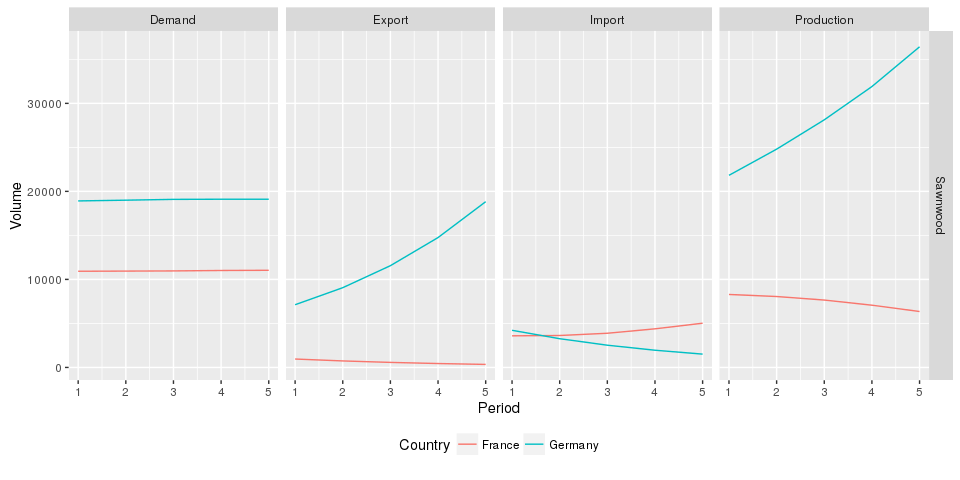 Demand Export Import Production
Sawnwood
Volume
30000
20000
10000
0
1 2 3 4 5 1 2 3 4 5 1 2 3 4 5 1 2 3 4 5
Period
Country France Germany